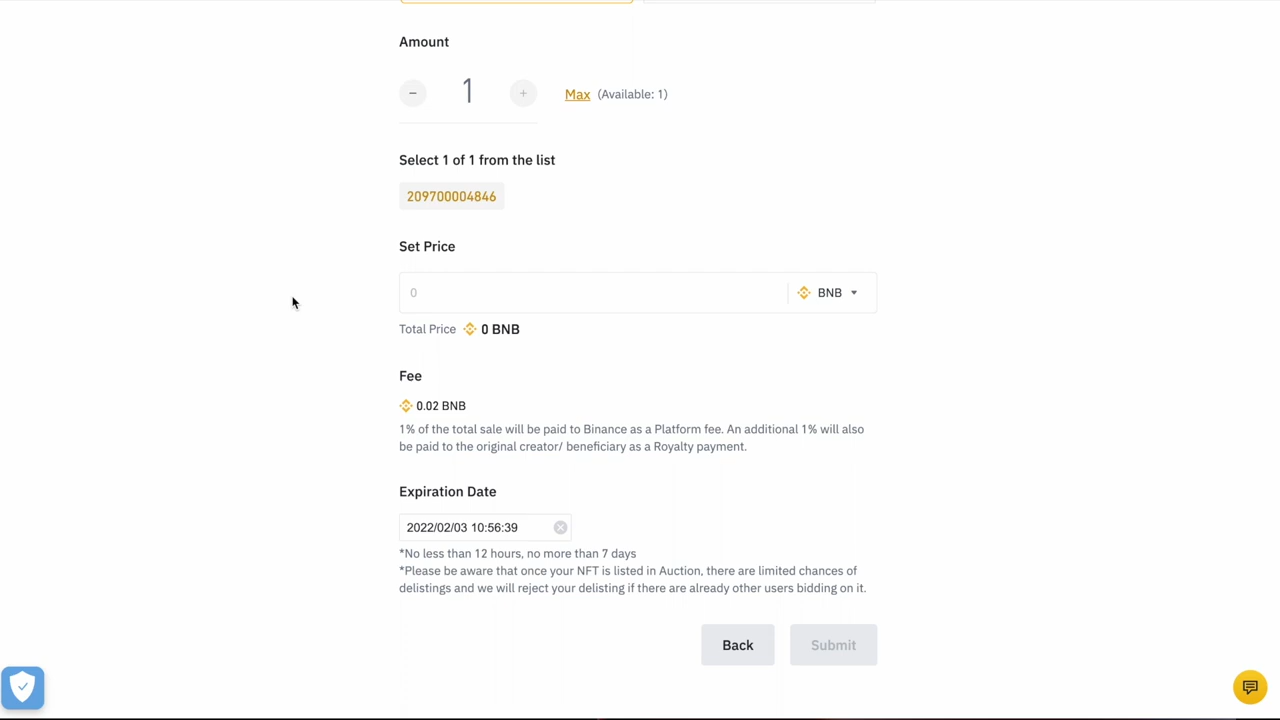 Amount
− 1 + Max (Available: 1)
Select 1 of 1 from the list
209700004846
Set Price
0 BNB
Total Price 0 BNB
Fee
0.02 BNB
1% of the total sale will be paid to Binance as a Platform fee. An additional 1% will also
be paid to the original creator/ beneficiary as a Royalty payment.
Expiration Date
2022/02/03 10:56:39
*No less than 12 hours, no more than 7 days
*Please be aware that once your NFT is listed in Auction, there are limited chances of
delistings and we will reject your delisting if there are already other users bidding on it.
Back Submit